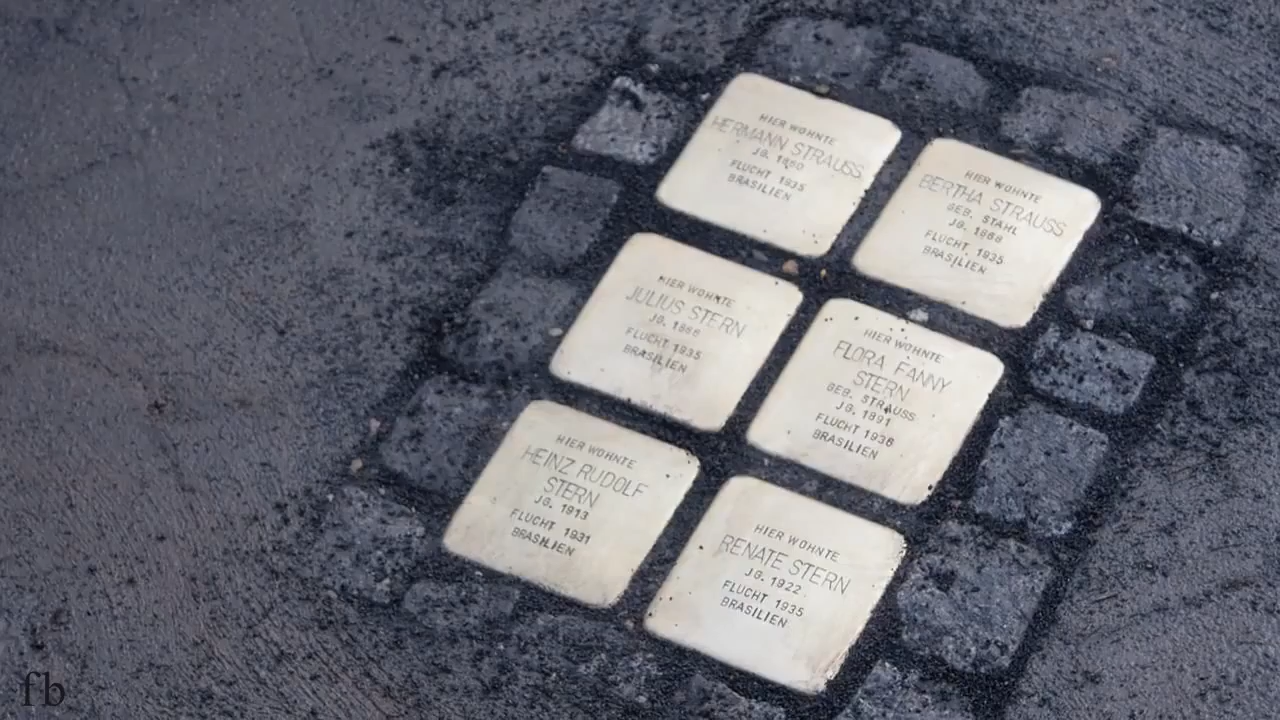 HIER WOHNTE
HERMANN STRAUSS
JG. 1860
FLUCHT 1935
BRASILIEN
HIER WOHNTE
BERTHA STRAUSS
GEB. STAHL
JG. 1868
FLUCHT 1935
BRASILIEN
HIER WOHNTE
JULIUS STERN
JG.
FLUCHT 1935
BRASILIEN
HIER WOHNTE
FLORA FANNY
STERN
GEB. STRAUSS
JG. 1891
FLUCHT 1936
BRASILIEN
HIER WOHNTE
HEINZ RUDOLF
STERN
JG. 1913
FLUCHT 1931
BRASILIEN
HIER WOHNTE
RENATE STERN
JG. 1922
FLUCHT 1935
BRASILIEN
fb